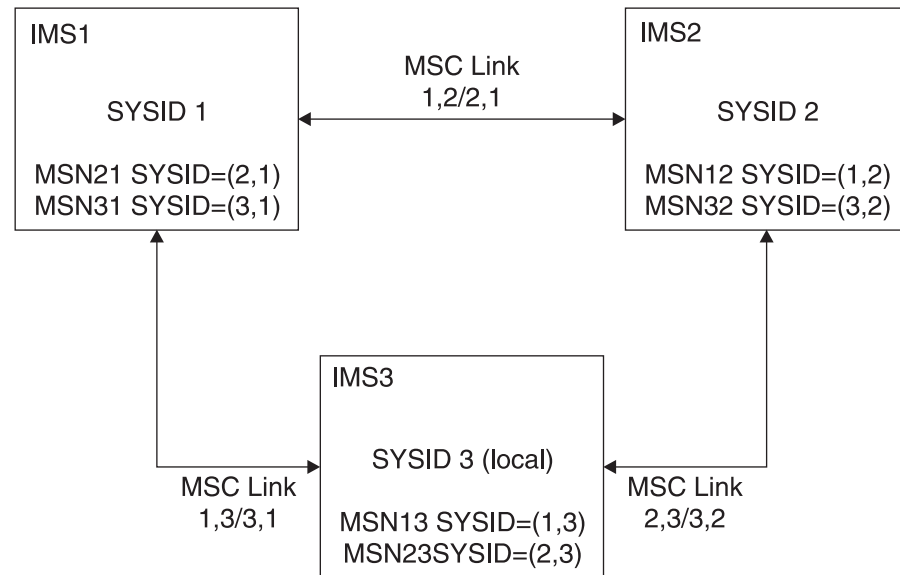 IMS1
SYSID 1
MSN21 SYSID=(2,1)
MSN31 SYSID=(3,1)
MSC Link
1,2/2,1
IMS2
SYSID 2
MSN12 SYSID=(1,2)
MSN32 SYSID=(3,2)
IMS3
SYSID 3 (local)
MSN13 SYSID=(1,3)
MSN23SYSID=(2,3)
MSC Link
1,3/3,1
MSC Link
2,3/3,2